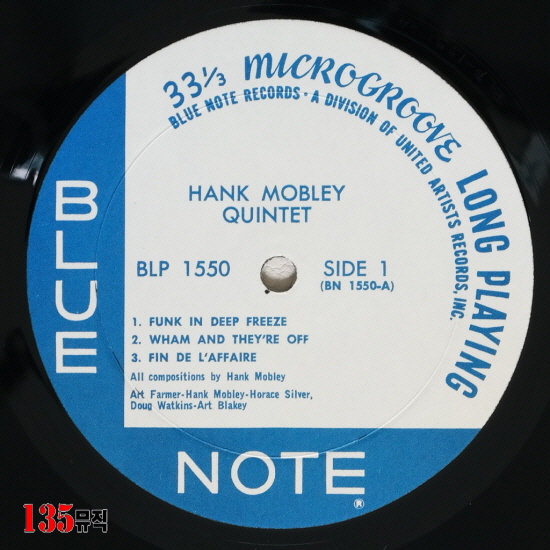 33⅓ MICROGROOVE LONG PLAYING
BLUE NOTE RECORDS • A DIVISION OF UNITED ARTISTS RECORDS, INC.
HANK MOBLEY
QUINTET
BLP 1550
SIDE 1
(BN 1550-A)
1. FUNK IN DEEP FREEZE
2. WHAM AND THEY'RE OFF
3. FIN DE L'AFFAIRE
All compositions by Hank Mobley
Art Farmer-Hank Mobley-Horace Silver,
Doug Watkins-Art Blakey
BLUE
NOTE ®
135뮤직